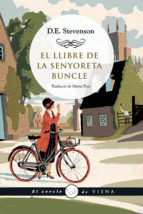 D.E. Stevenson
EL LLIBRE DE
LA SENYORETA
BUNCLE
Traducció de Marta Pera
El cercle de VIENA